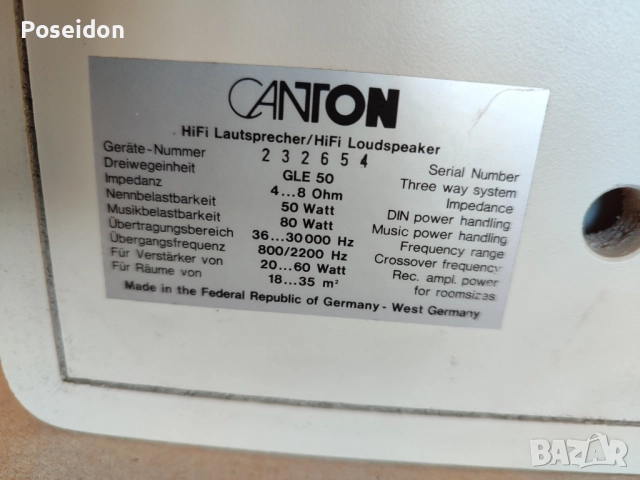 Poseidon
CANTON
HiFi Lautsprecher/HiFi Loudspeaker
Geräte-Nummer 232654 Serial Number
Dreiwegeinheit GLE 50 Three way system
Impedanz 4...8 Ohm Impedance
Nennbelastbarkeit 50 Watt DIN power handling
Musikbelastbarkeit 80 Watt Music power handling
Übertragungsbereich 36...30000 Hz Frequency range
Übergangsfrequenz 800/2200 Hz Crossover frequency
Für Verstärker von 20...60 Watt Rec. ampl. power
Für Räume von 18...35 m² for roomsizes
Made in the Federal Republic of Germany - West Germany
BAZAR